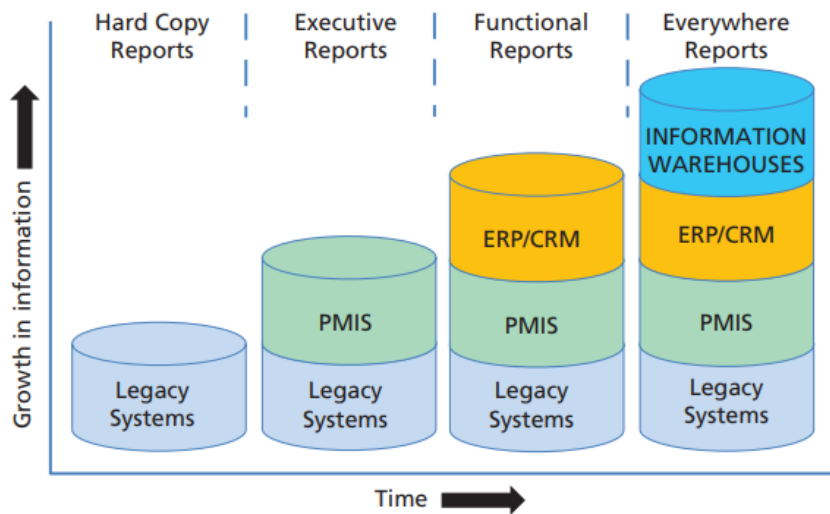 Hard Copy
Reports
Executive
Reports
Functional
Reports
Everywhere
Reports
INFORMATION
WAREHOUSES
ERP/CRM
ERP/CRM
PMIS
PMIS
PMIS
Legacy
Systems
Legacy
Systems
Legacy
Systems
Legacy
Systems
Growth in information
Time